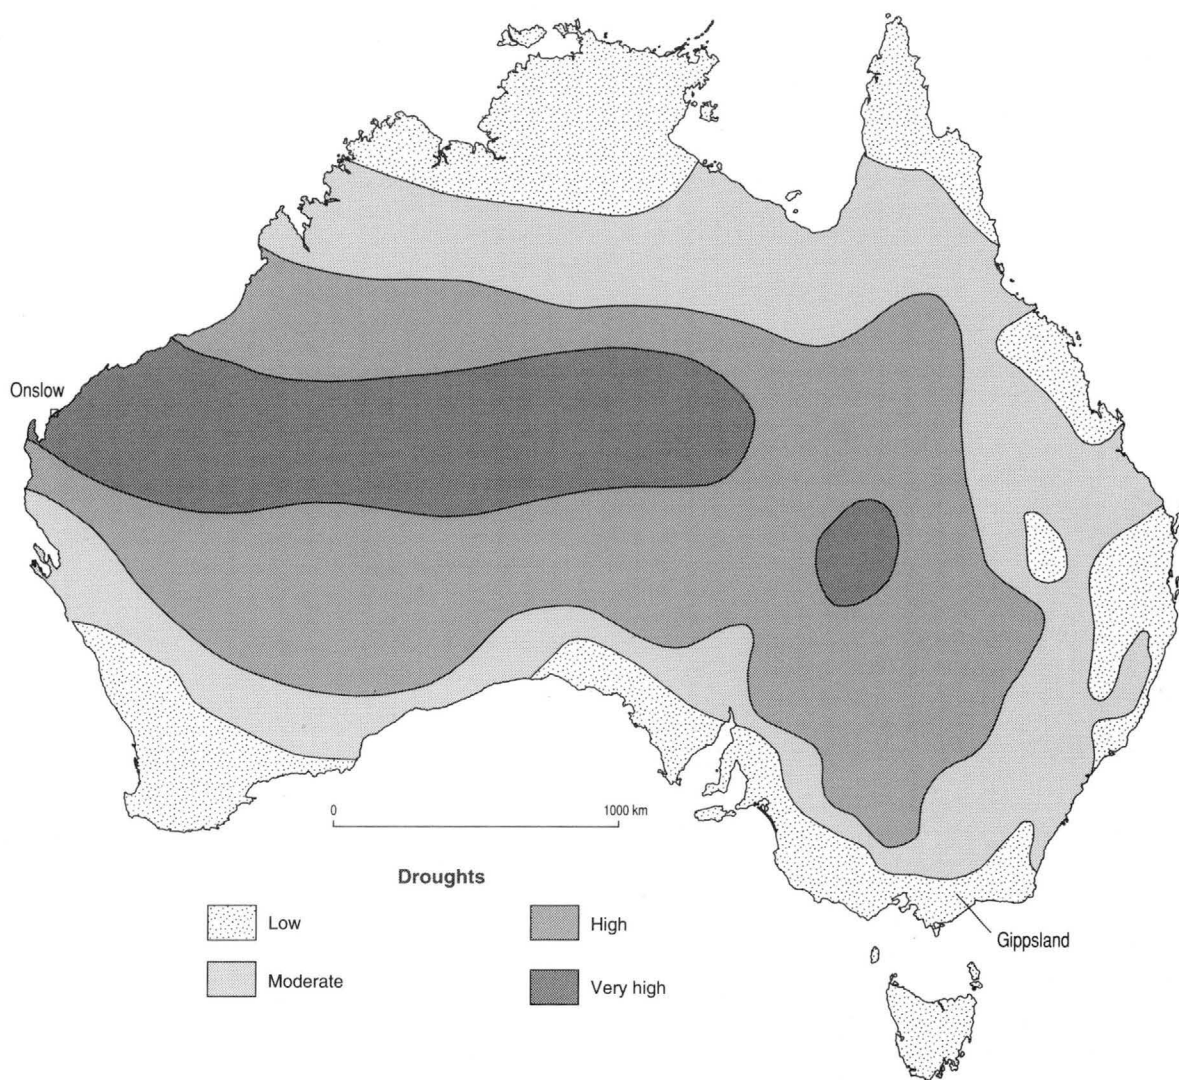 Onslow
0 1000 km
Droughts
Low
High
Moderate
Very high
Gippsland